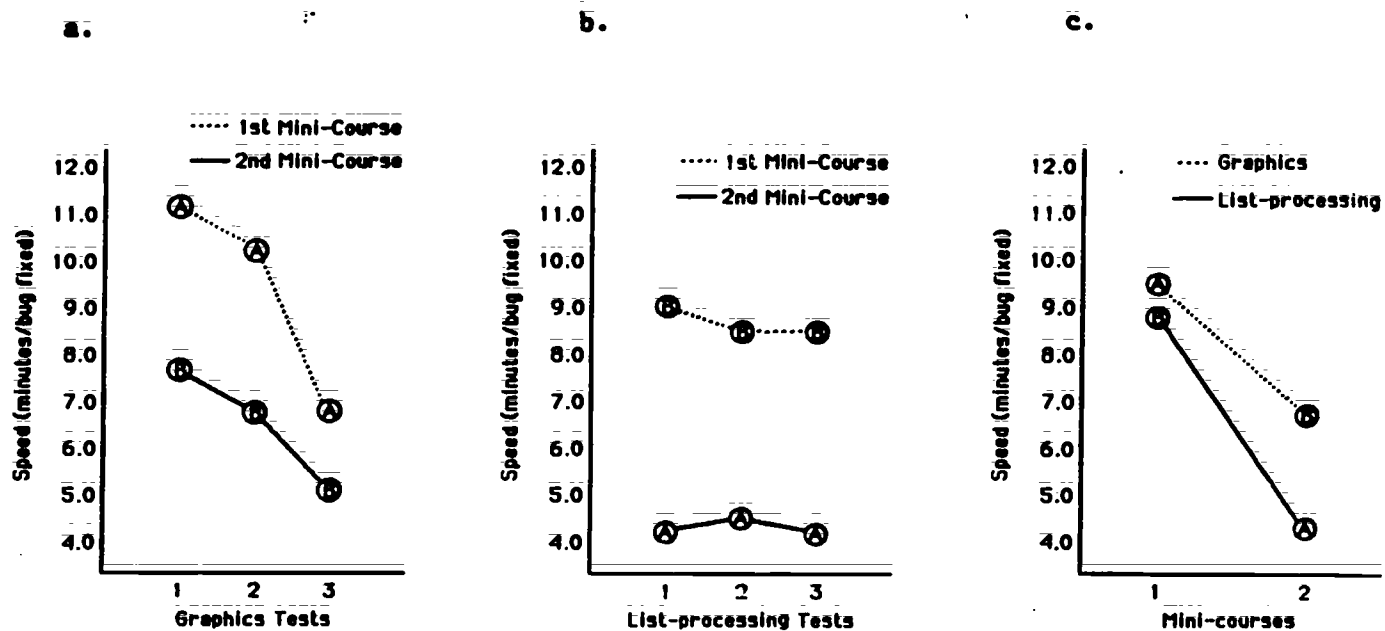 a.
1st Mini-Course
2nd Mini-Course
12.0
11.0
10.0
9.0
8.0
7.0
6.0
5.0
4.0
Speed (minutes/bug fixed)
A
A
A
B
B
B
1 2 3
Graphics Tests
b.
1st Mini-Course
2nd Mini-Course
12.0
11.0
10.0
9.0
8.0
7.0
6.0
5.0
4.0
Speed (minutes/bug fixed)
B
B
B
A
A
A
1 2 3
List-processing Tests
c.
Graphics
List-processing
12.0
11.0
10.0
9.0
8.0
7.0
6.0
5.0
4.0
Speed (minutes/bug fixed)
A
B
B
A
1 2
Mini-courses